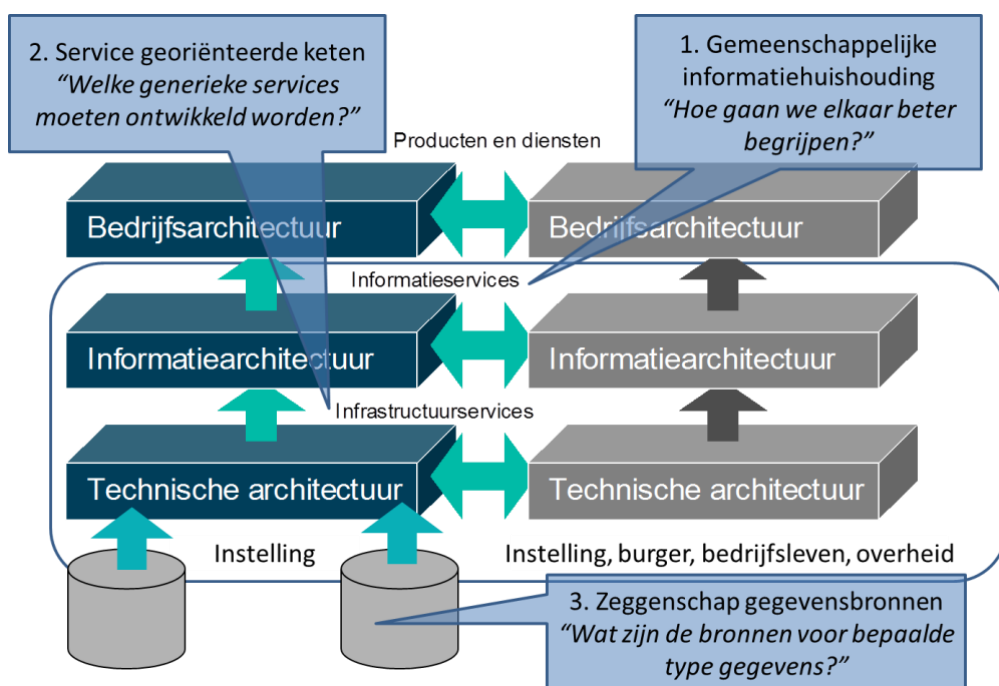 2. Service georiënteerde keten
“Welke generieke services
moeten ontwikkeld worden?”
1. Gemeenschappelijke
informatiehuishouding
“Hoe gaan we elkaar beter
begrijpen?”
Producten en diensten
Bedrijfsarchitectuur
Bedrijfsarchitectuur
Informatieservices
Informatiearchitectuur
Informatiearchitectuur
Infrastructuurservices
Technische architectuur
Technische architectuur
Instelling
Instelling, burger, bedrijfsleven, overheid
3. Zeggenschap gegevensbronnen
“Wat zijn de bronnen voor bepaalde
type gegevens?”